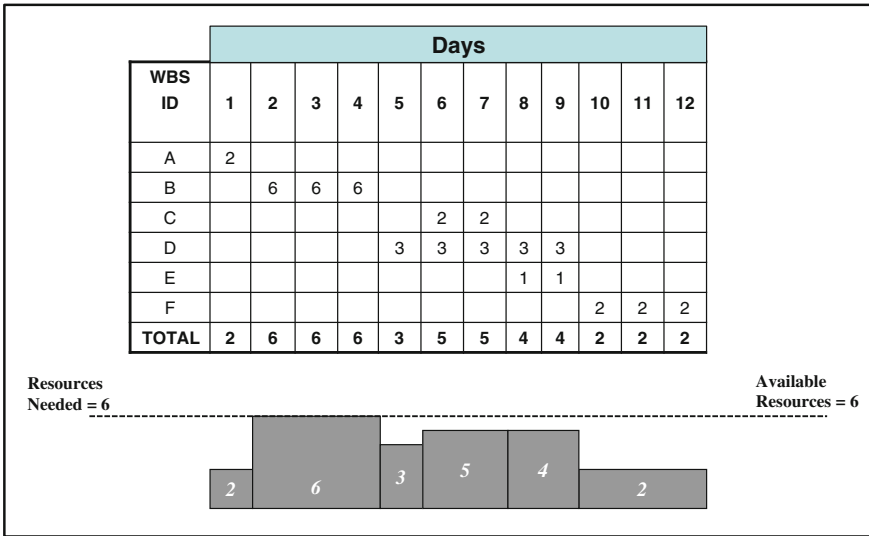 Days
WBS
ID 1 2 3 4 5 6 7 8 9 10 11 12
A 2
B 6 6 6
C 2 2
D 3 3 3 3 3
E 1 1
F 2 2 2
TOTAL 2 6 6 6 3 5 5 4 4 2 2 2
Resources
Needed = 6
Available
Resources = 6
2 6 3 5 4 2